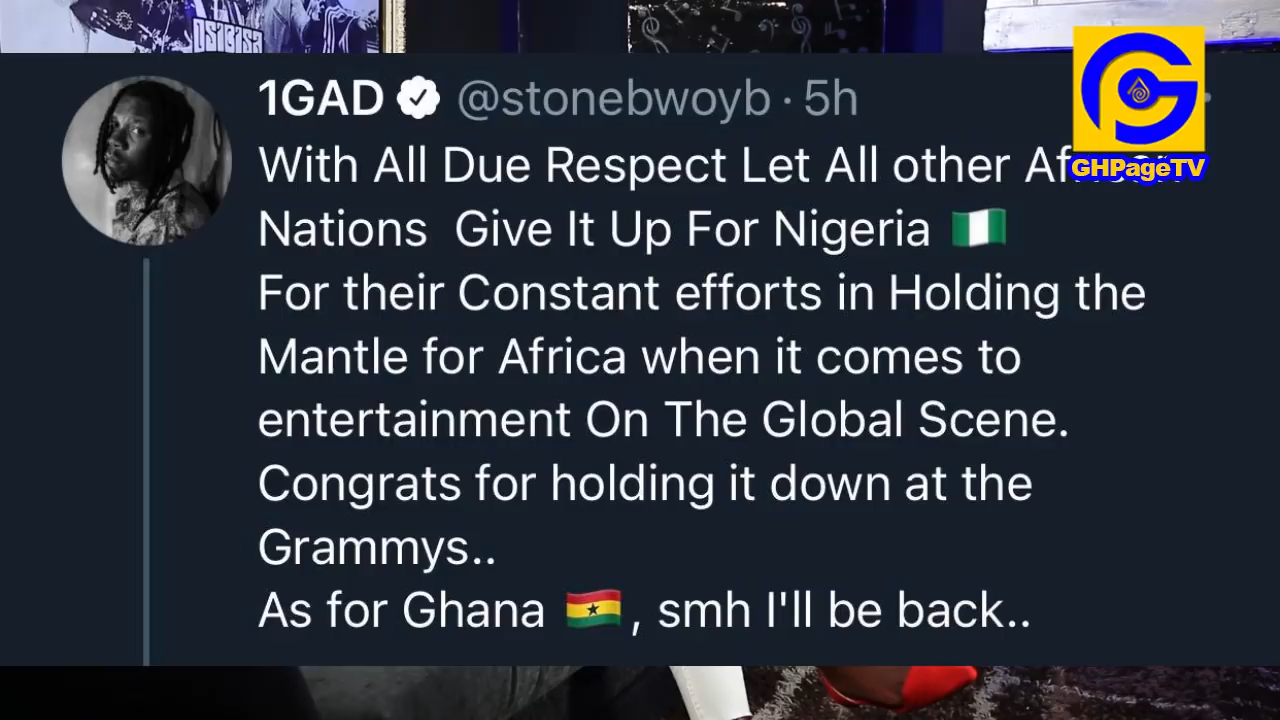 OSIBISA
1GAD @stonebwoyb · 5h
GHPageTV
With All Due Respect Let All other
Nations Give It Up For Nigeria 🇳🇬
For their Constant efforts in Holding the
Mantle for Africa when it comes to
entertainment On The Global Scene.
Congrats for holding it down at the
Grammys..
As for Ghana 🇬🇭, smh I'll be back..